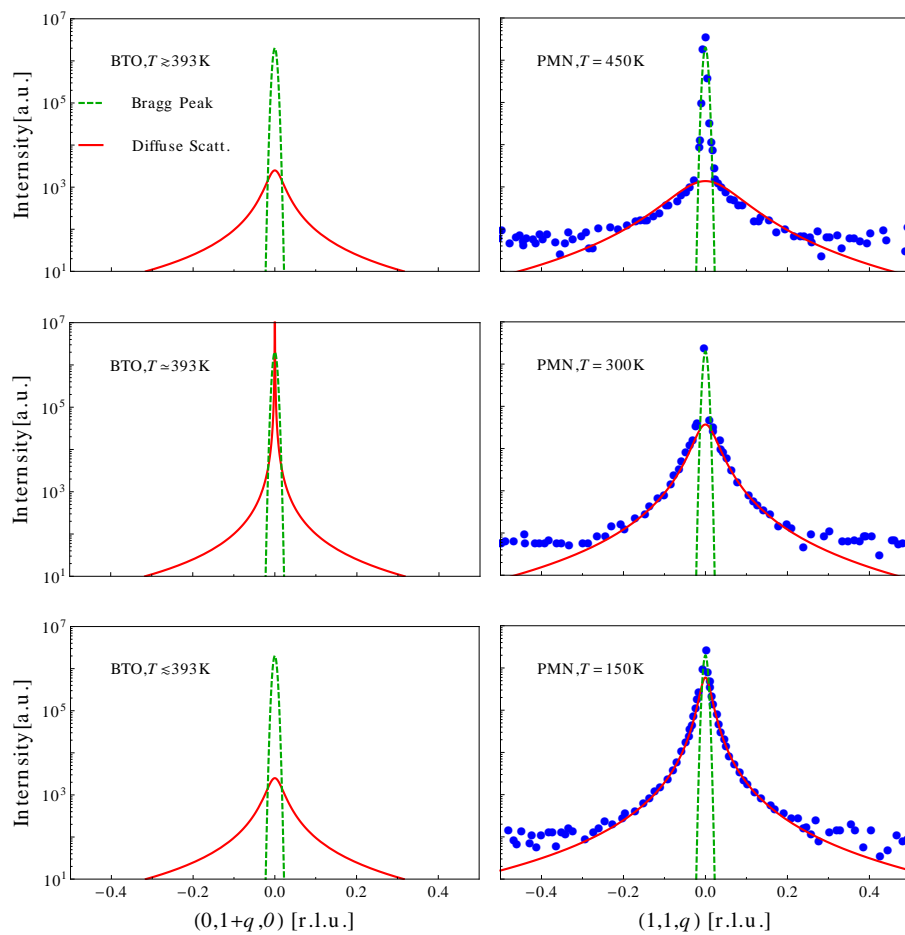 10^7
10^5
10^3
10^1
Internsity[a.u.]
BTO,T≳393K
Bragg Peak
Diffuse Scatt.
PMN,T=450K
10^7
10^5
10^3
10^1
Internsity[a.u.]
BTO,T≃393K
PMN,T=300K
10^7
10^5
10^3
10^1
Internsity[a.u.]
BTO,T≲393K
PMN,T=150K
−0.4 −0.2 0.0 0.2 0.4
−0.4 −0.2 0.0 0.2 0.4
(0,1+q,0) [r.l.u.]
(1,1,q) [r.l.u.]